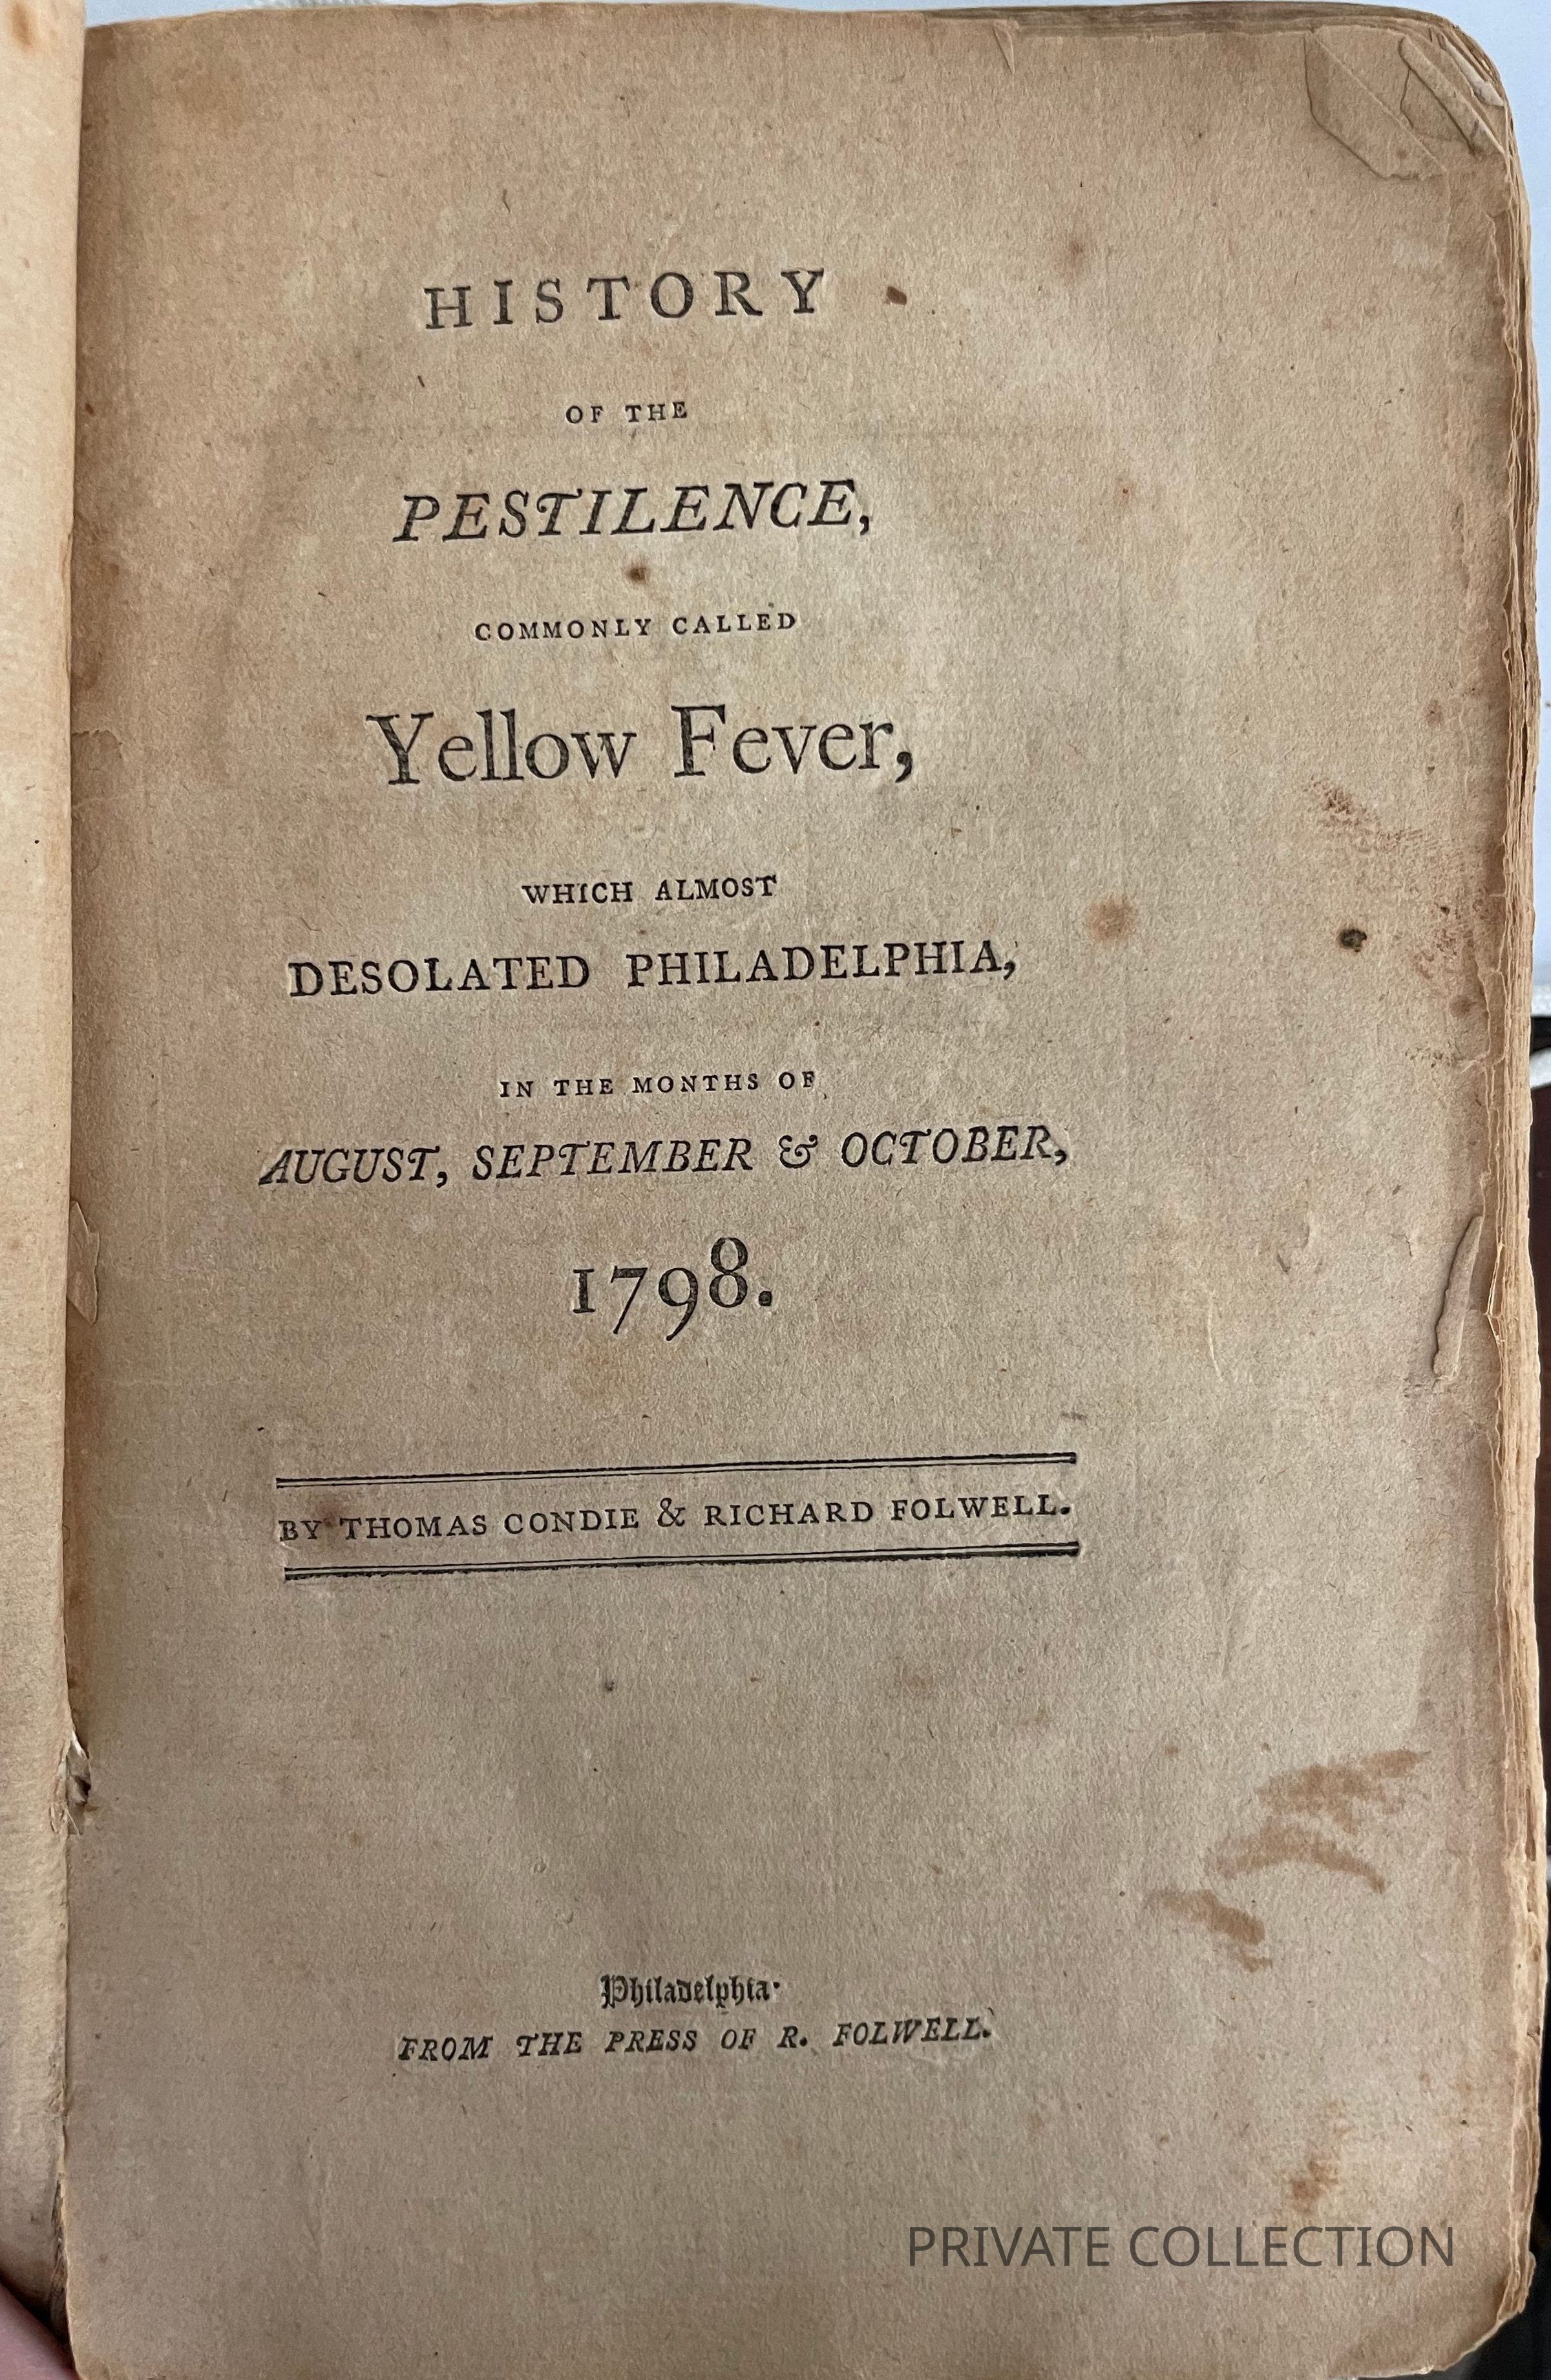 HISTORY
OF THE
PESTILENCE,
COMMONLY CALLED
Yellow Fever,
WHICH ALMOST
DESOLATED PHILADELPHIA,
IN THE MONTHS OF
AUGUST, SEPTEMBER & OCTOBER,
1798.
BY THOMAS CONDIE & RICHARD FOLWELL.
Philadelphia·
FROM THE PRESS OF R. FOLWELL.
PRIVATE COLLECTION